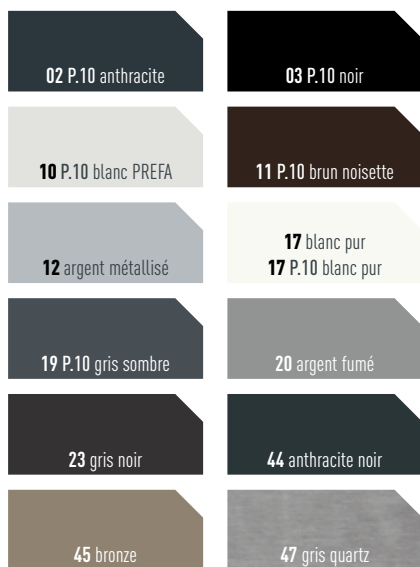 02 P.10 anthracite
03 P.10 noir
10 P.10 blanc PREFA
11 P.10 brun noisette
12 argent métallisé
17 blanc pur
17 P.10 blanc pur
19 P.10 gris sombre
20 argent fumé
23 gris noir
44 anthracite noir
45 bronze
47 gris quartz